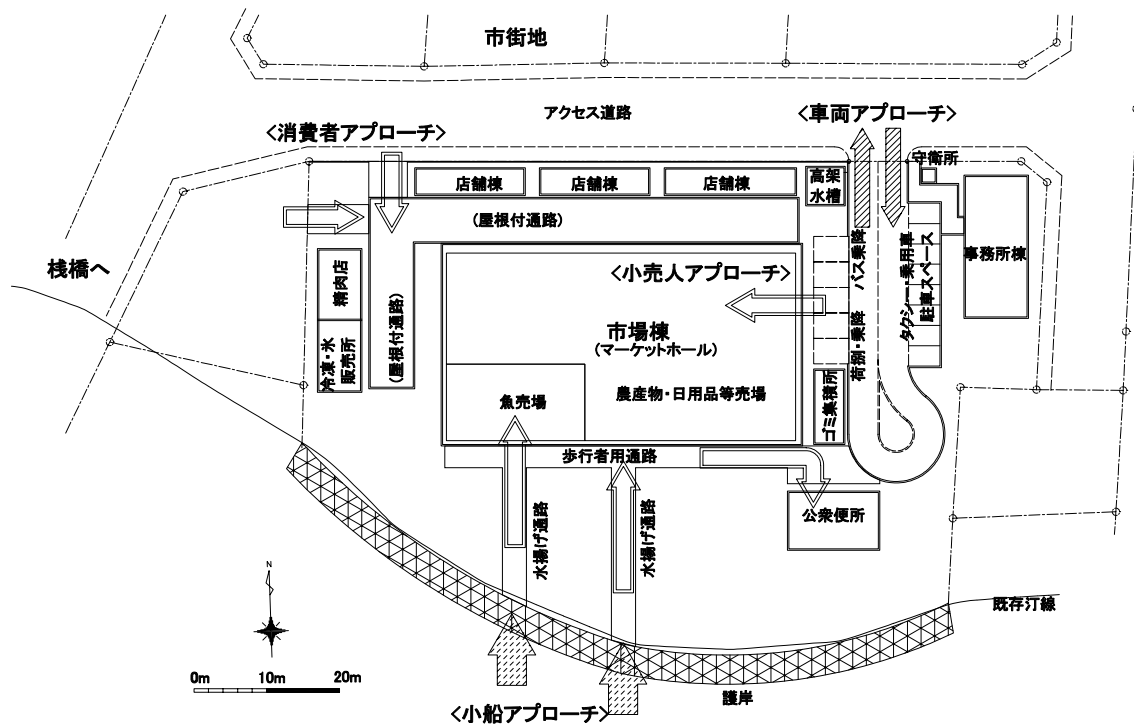 市街地
アクセス道路
<消費者アプローチ>
<車両アプローチ>
守衛所
店舗棟
店舗棟
店舗棟
高架
水槽
(屋根付通路)
桟橋へ
精肉店
冷凍・氷
販売所
(屋根付通路)
<小売人アプローチ>
市場棟
(マーケットホール)
農産物・日用品等売場
魚売場
荷捌・乗降 バス乗降
タクシー・乗用車
駐車スペース
事務所棟
ゴミ集積所
歩行者用通路
公衆便所
水揚げ通路
水揚げ通路
既存汀線
N
0m 10m 20m
護岸
<小船アプローチ>